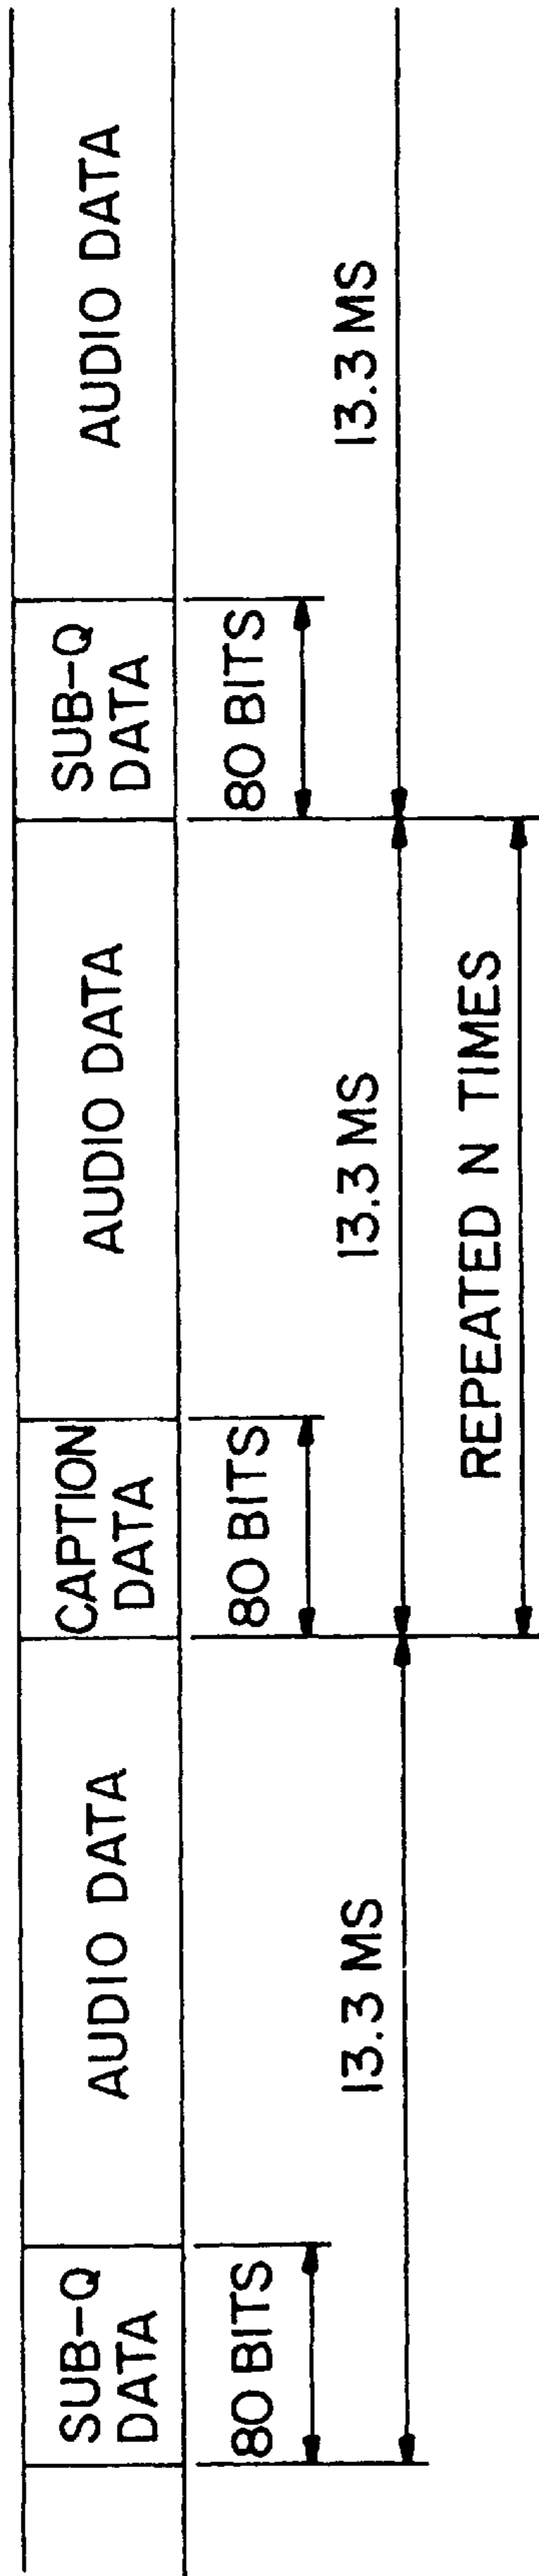 SUB-Q
DATA
AUDIO DATA
CAPTION
DATA
AUDIO DATA
SUB-Q
DATA
AUDIO DATA
80 BITS
80 BITS
80 BITS
13.3 MS
13.3 MS
13.3 MS
REPEATED N TIMES